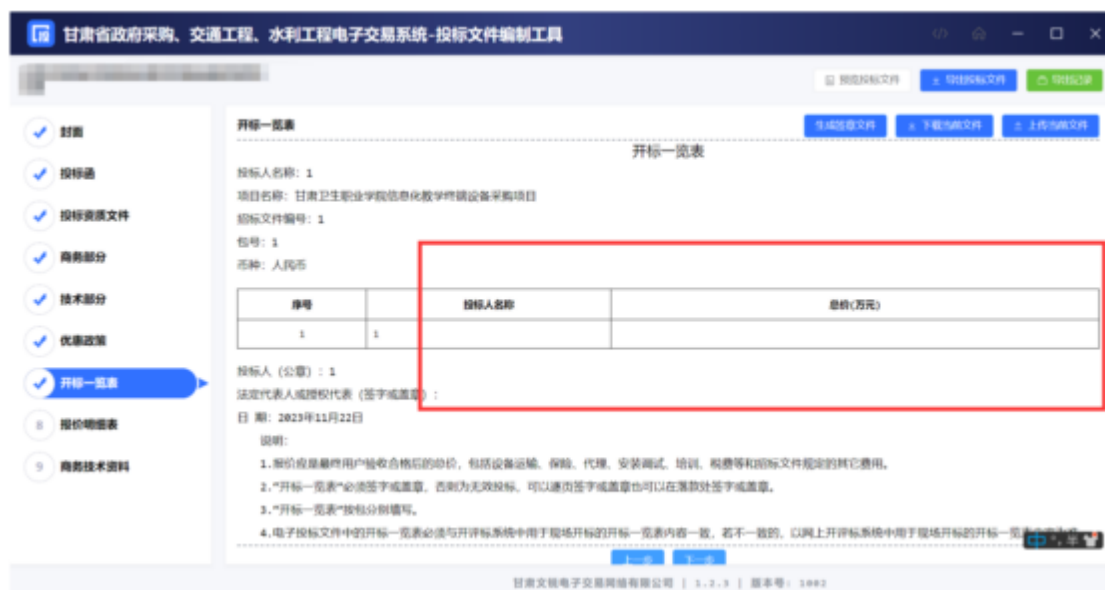 甘肃省政府采购、交通工程、水利工程电子交易系统-投标文件编制工具
预览投标文件
导出投标文件
导出记录
封面
投标函
投标资质文件
商务部分
技术部分
优惠政策
开标一览表
8 报价明细表
9 商务技术资料
开标一览表
生成签章文件
下载当前文件
上传当前文件
开标一览表
投标人名称: 1
项目名称: 甘肃卫生职业学院信息化教学终端设备采购项目
招标文件编号: 1
包号: 1
币种: 人民币
序号 投标人名称 总价(万元)
1 1
投标人 (公章) : 1
法定代表人或授权代表 (签字或盖章) :
日 期: 2023年11月22日
说明:
1.报价应是最终用户验收合格后的总价, 包括设备运输、保险、代理、安装调试、培训、税费等和招标文件规定的其它费用。
2.“开标一览表”必须签字或盖章, 否则为无效投标, 可以逐页签字或盖章也可以在落款处签字或盖章。
3.“开标一览表”按包分别填写。
4.电子投标文件中的开标一览表必须与开评标系统中用于现场开标的开标一览表内容一致, 若不一致的, 以网上开评标系统中用于现场开标的开标一览
中 半
上一步 下一步
甘肃文锐电子交易网络有限公司 | 1.2.3 | 版本号: 1002